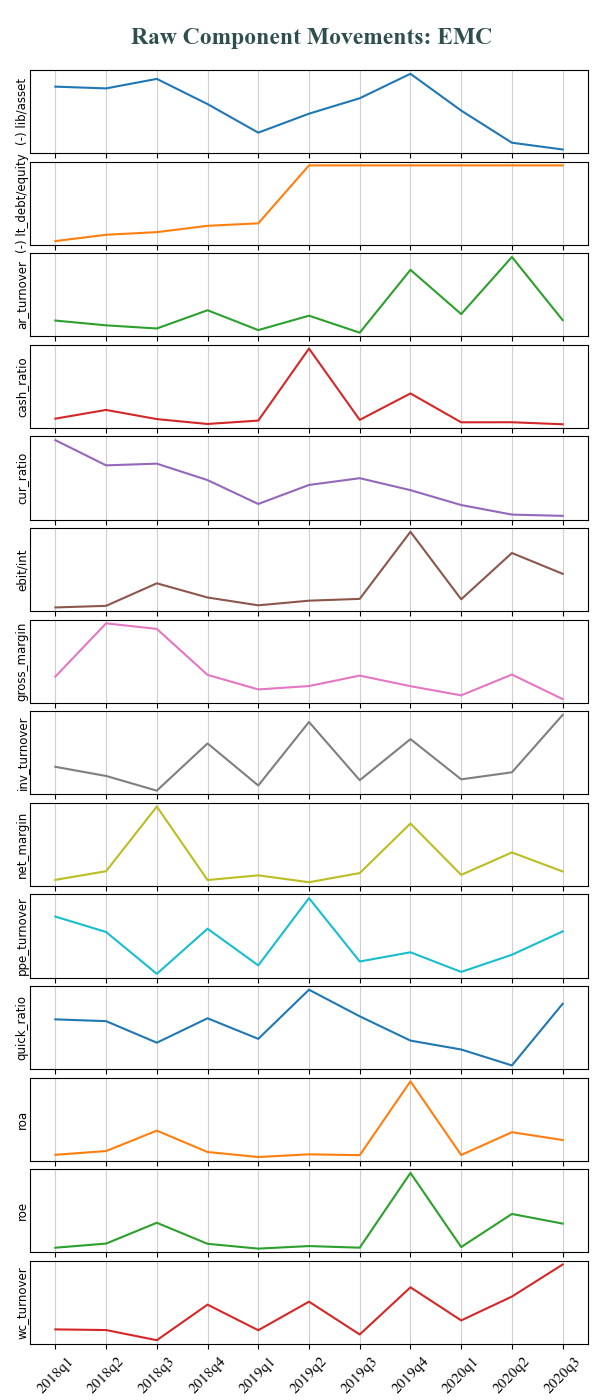 Raw Component Movements: EMC
(-) lib/asset
(-) lt_debt/equity
ar_turnover
cash_ratio
cur_ratio
ebit/int
gross_margin
inv_turnover
net_margin
ppe_turnover
quick_ratio
roa
roe
wc_turnover
2018q1 2018q2 2018q3 2018q4 2019q1 2019q2 2019q3 2019q4 2020q1 2020q2 2020q3